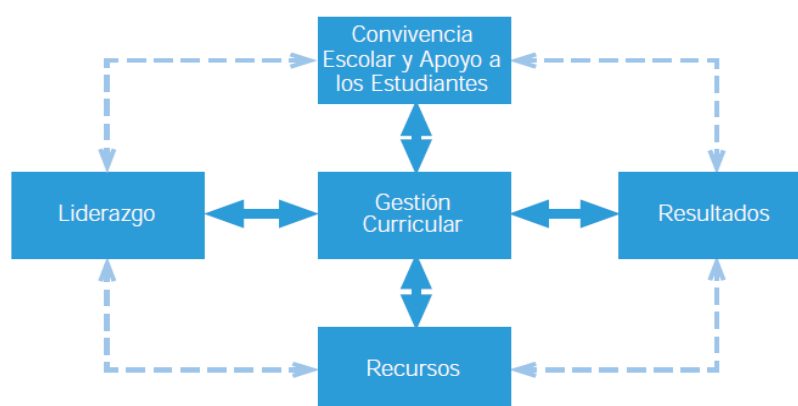 Convivencia
Escolar y Apoyo a
los Estudiantes
Liderazgo
Gestión
Curricular
Resultados
Recursos